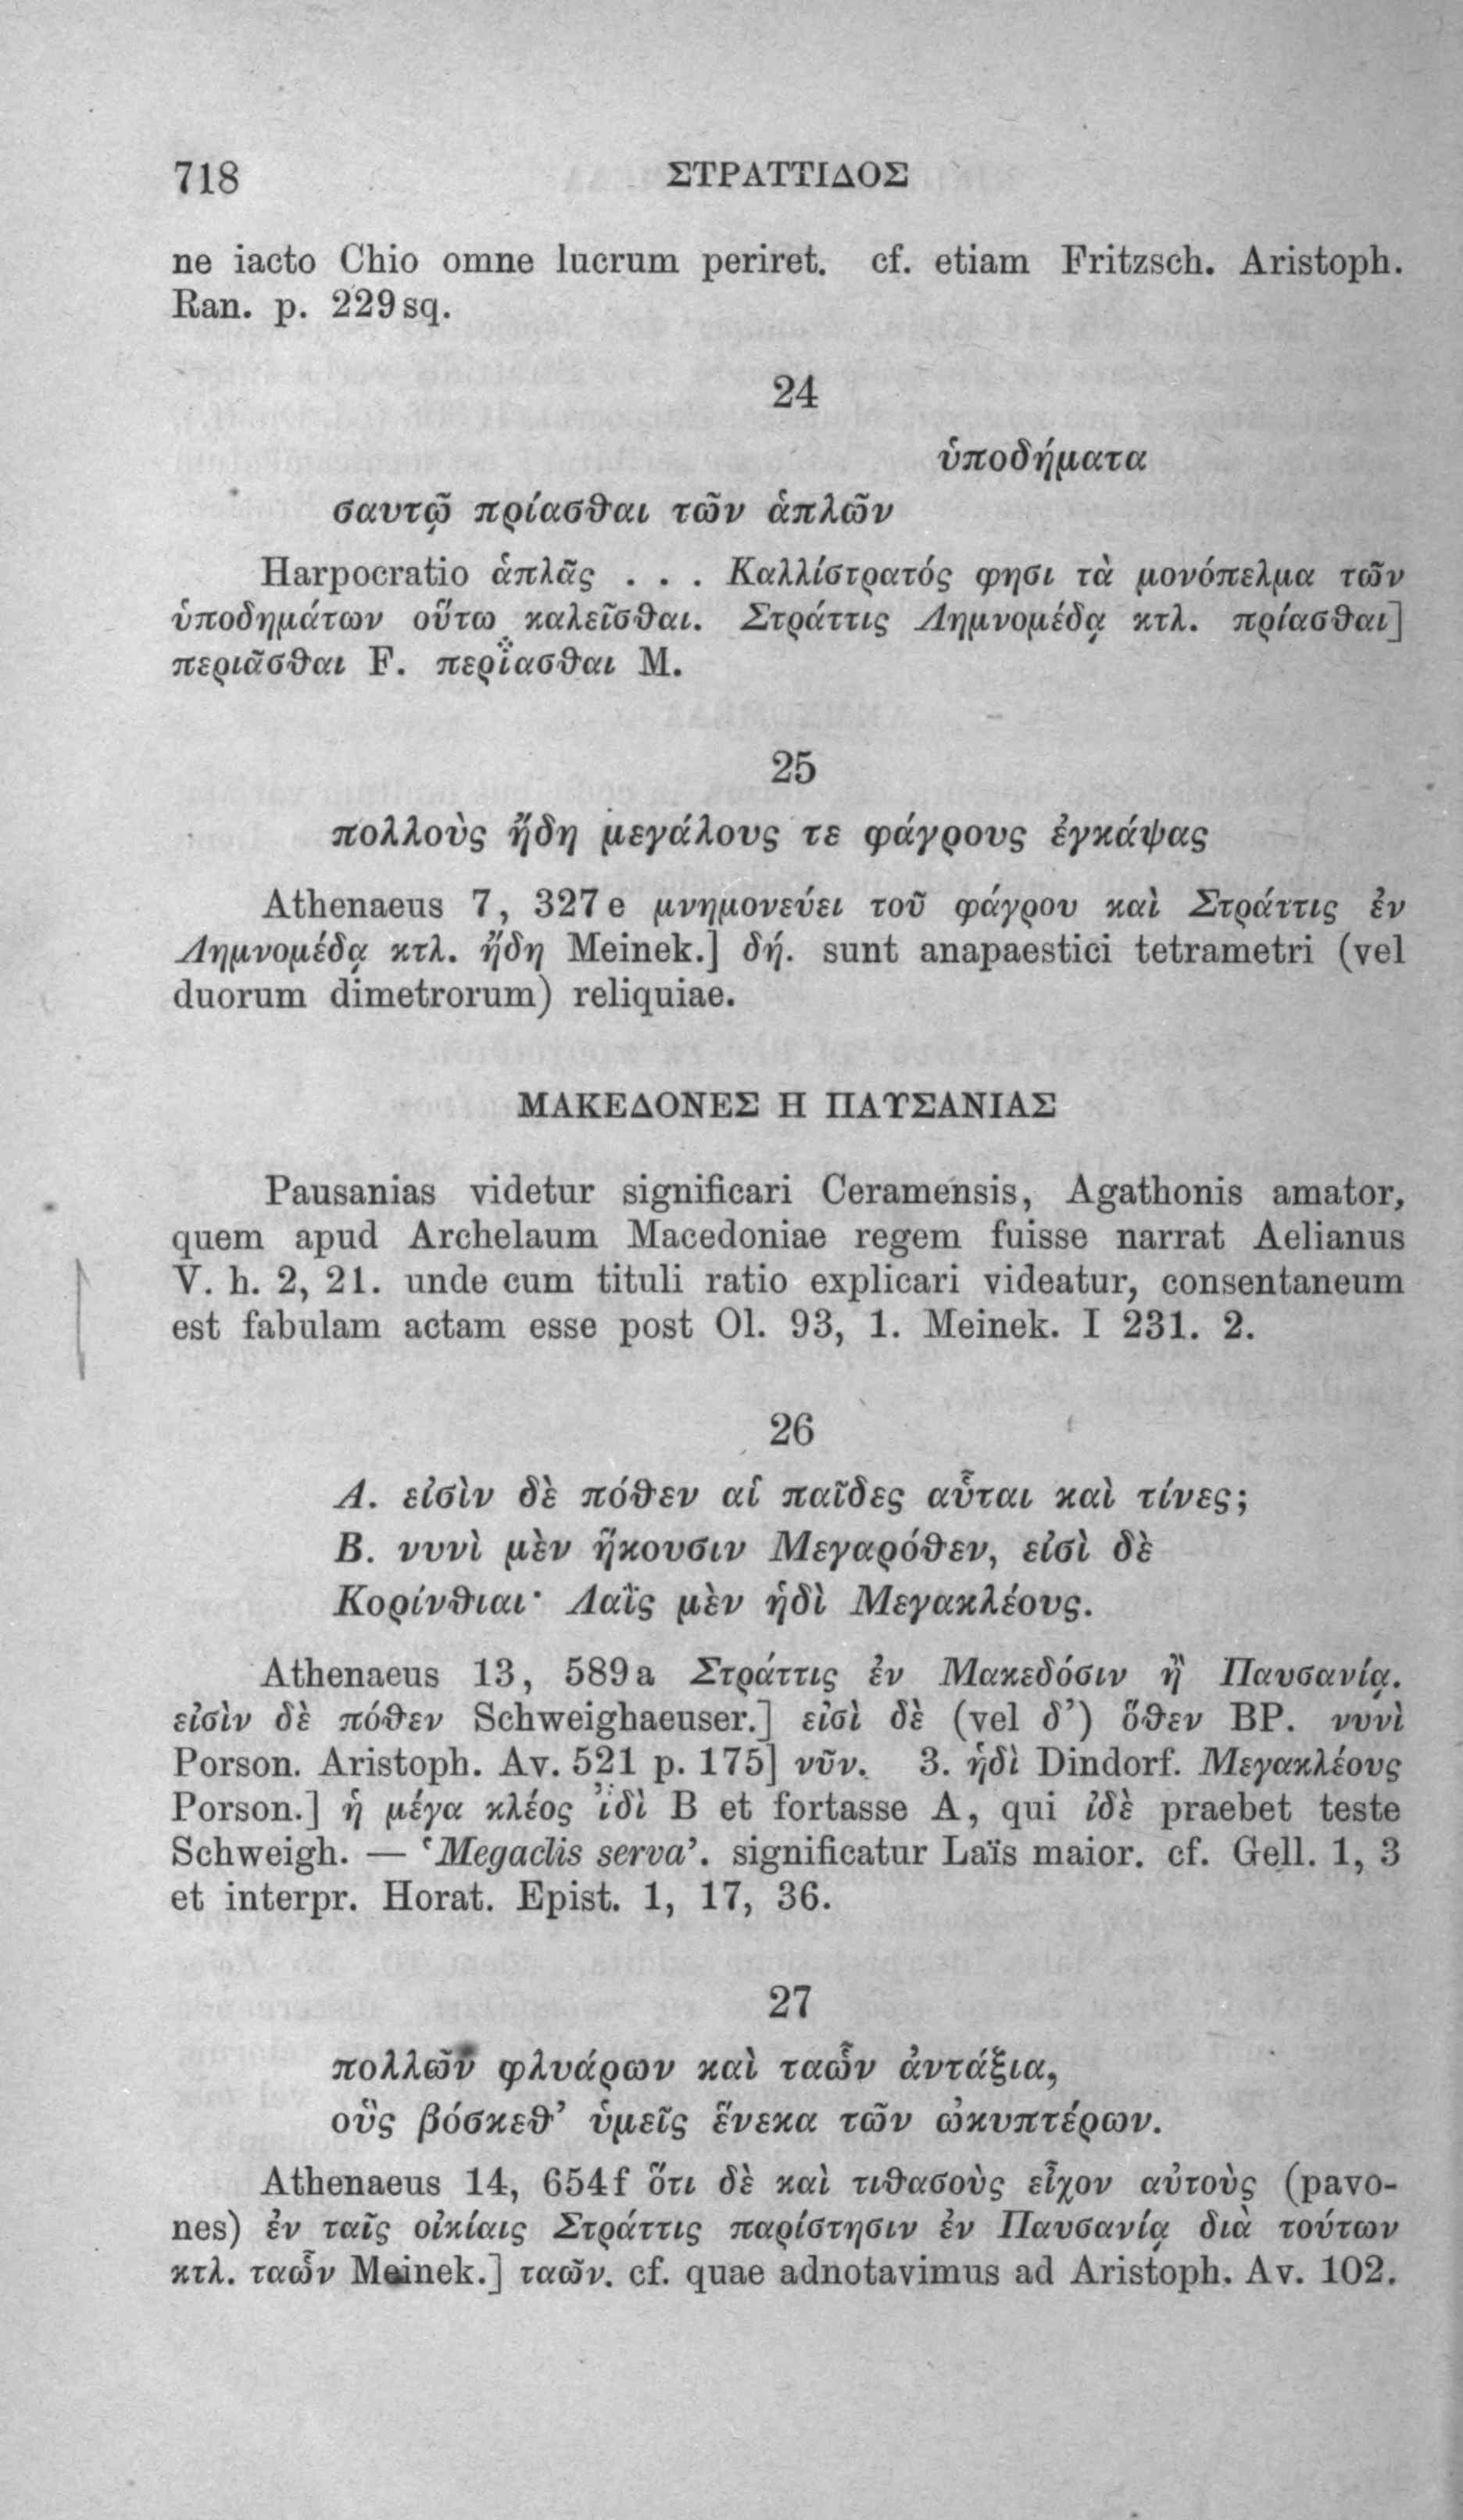 718 ΣΤΡΑΤΤΙΔΟΣ
ne iacto Chio omne lucrum periret. cf. etiam Fritzsch. Aristoph.
Ran. p. 229 sq.
24
ὑποδήματα
σαυτῷ πρίασθαι τῶν ἁπλῶν
Harpocratio ἁπλᾶς . . . Καλλίστρατός φησι τὰ μονόπελμα τῶν
ὑποδημάτων οὕτω καλεῖσθαι. Στράττις Λημνομέδᾳ κτλ. πρίασθαι]
περιᾶσθαι F. περίασθαι M.
25
πολλοὺς ἤδη μεγάλους τε φάγρους ἐγκάψας
Athenaeus 7, 327 e μνημονεύει τοῦ φάγρου καὶ Στράττις ἐν
Λημνομέδᾳ κτλ. ἤδη Meinek.] δή. sunt anapaestici tetrametri (vel
duorum dimetrorum) reliquiae.
ΜΑΚΕΔΟΝΕΣ Η ΠΑΥΣΑΝΙΑΣ
Pausanias videtur significari Ceramensis, Agathonis amator,
quem apud Archelaum Macedoniae regem fuisse narrat Aelianus
V. h. 2, 21. unde cum tituli ratio explicari videatur, consentaneum
est fabulam actam esse post Ol. 93, 1. Meinek. I 231. 2.
26
Α. εἰσὶν δὲ πόθεν αἱ παῖδες αὗται καὶ τίνες;
Β. νυνὶ μὲν ἥκουσιν Μεγαρόθεν, εἰσὶ δὲ
Κορίνθιαι· Λαῒς μὲν ἡδὶ Μεγακλέους.
Athenaeus 13, 589 a Στράττις ἐν Μακεδόσιν ἢ Παυσανίᾳ.
εἰσὶν δὲ πόθεν Schweighaeuser.] εἰσὶ δὲ (vel δ’) ὅθεν BP. νυνὶ
Porson. Aristoph. Av. 521 p. 175] νῦν. 3. ἡδὶ Dindorf. Μεγακλέους
Porson.] ἡ μέγα κλέος ἰδὶ B et fortasse A, qui ἰδὲ praebet teste
Schweigh. — ‘Megaclis serva’. significatur Laïs maior. cf. Gell. 1, 3
et interpr. Horat. Epist. 1, 17, 36.
27
πολλῶν φλυάρων καὶ ταὧν ἀντάξια,
οὓς βόσκεθ’ ὑμεῖς ἕνεκα τῶν ὠκυπτέρων.
Athenaeus 14, 654 f ὅτι δὲ καὶ τιθασοὺς εἶχον αὐτοὺς (pavo-
nes) ἐν ταῖς οἰκίαις Στράττις παρίστησιν ἐν Παυσανίᾳ διὰ τούτων
κτλ. ταὧν Meinek.] ταῶν. cf. quae adnotavimus ad Aristoph. Av. 102.